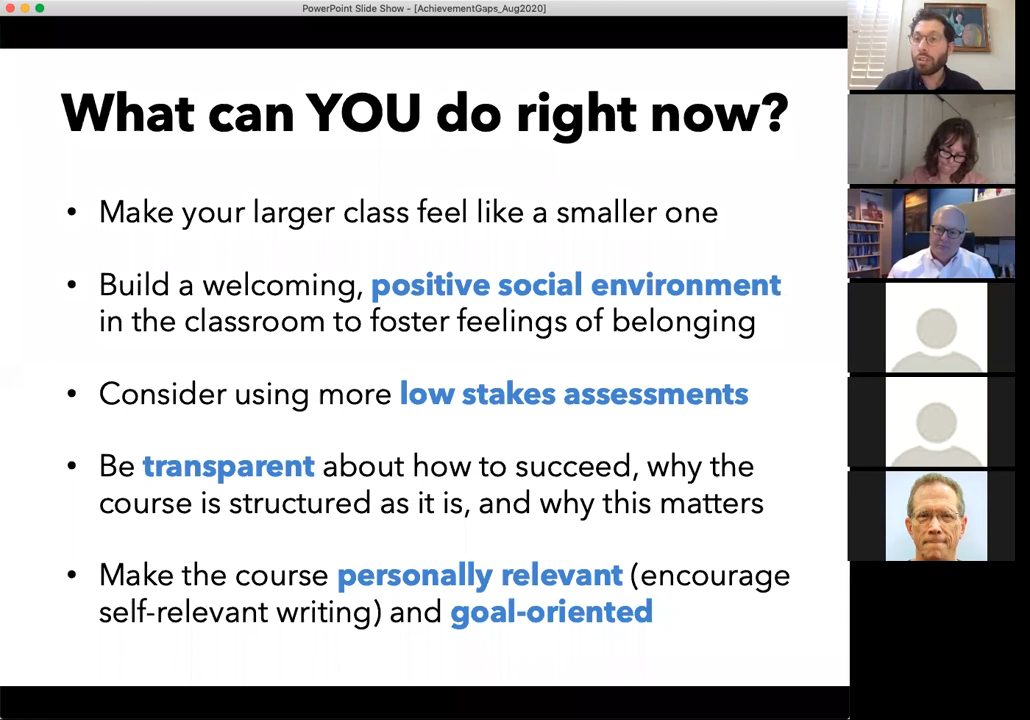 PowerPoint Slide Show - [AchievementGaps_Aug2020]
What can YOU do right now?
• Make your larger class feel like a smaller one
• Build a welcoming, positive social environment
in the classroom to foster feelings of belonging
• Consider using more low stakes assessments
• Be transparent about how to succeed, why the
course is structured as it is, and why this matters
• Make the course personally relevant (encourage
self-relevant writing) and goal-oriented